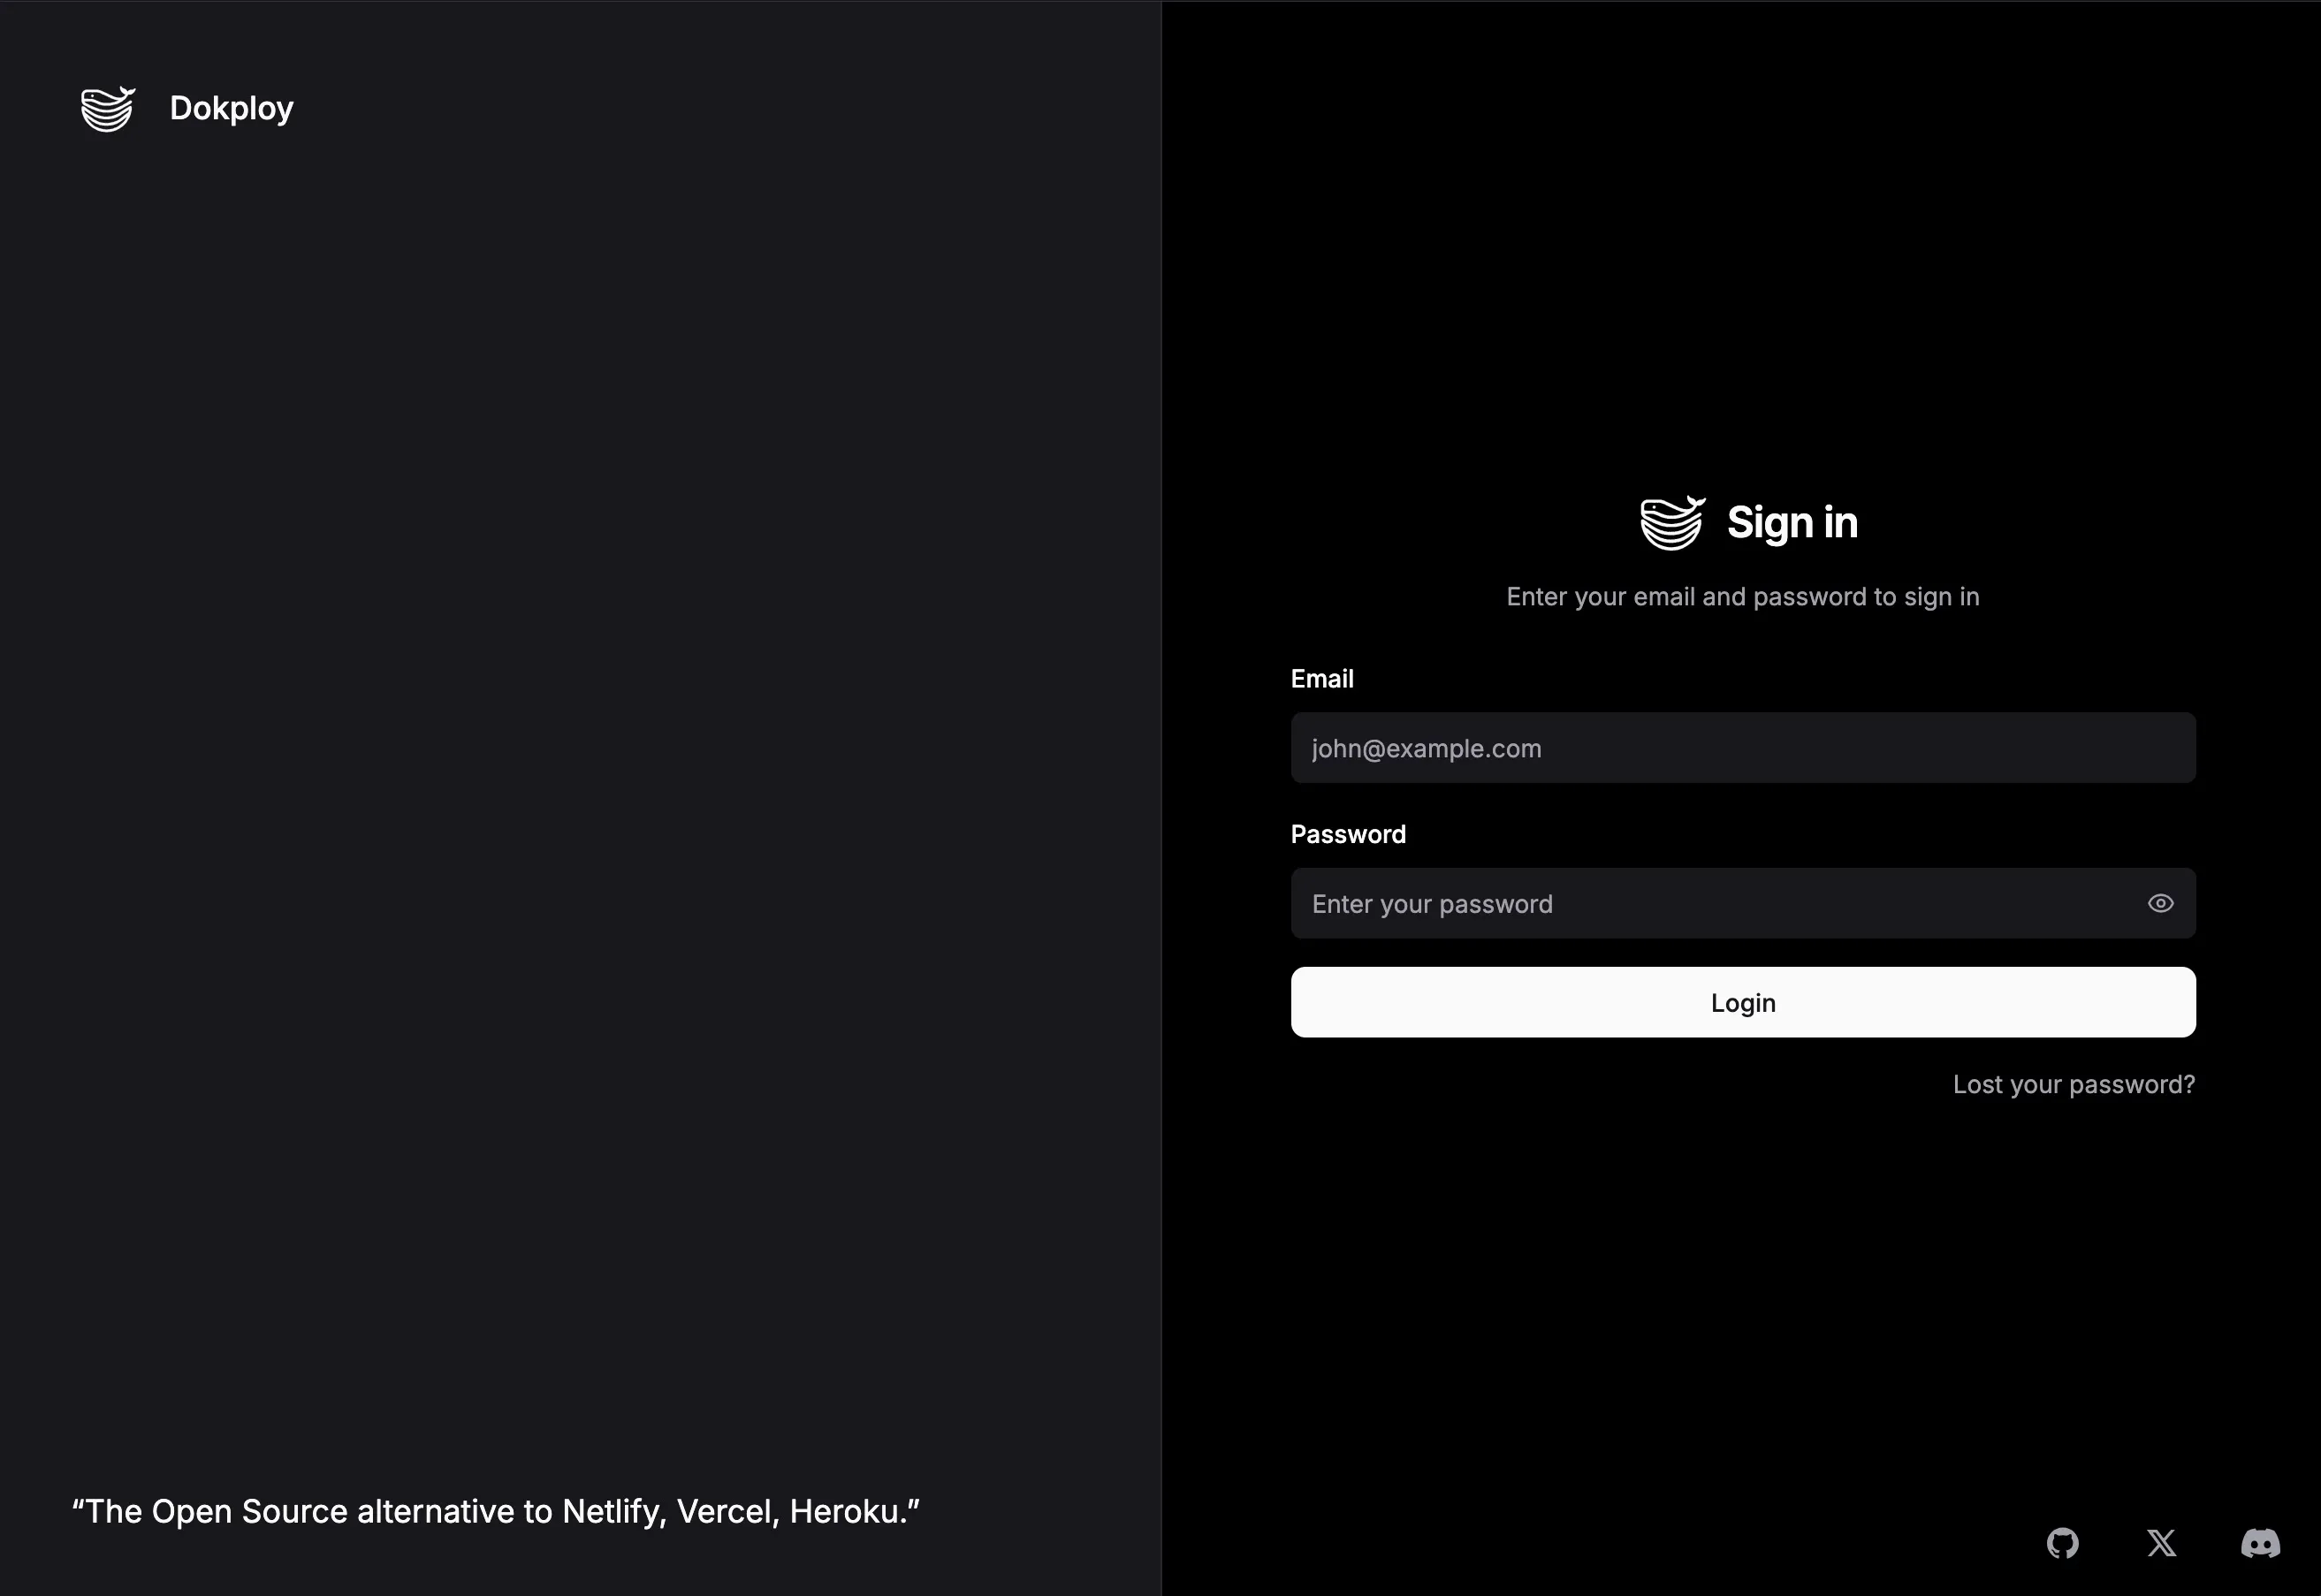 Dokploy
“The Open Source alternative to Netlify, Vercel, Heroku.”
Sign in
Enter your email and password to sign in
Email
john@example.com
Password
Enter your password
Login
Lost your password?